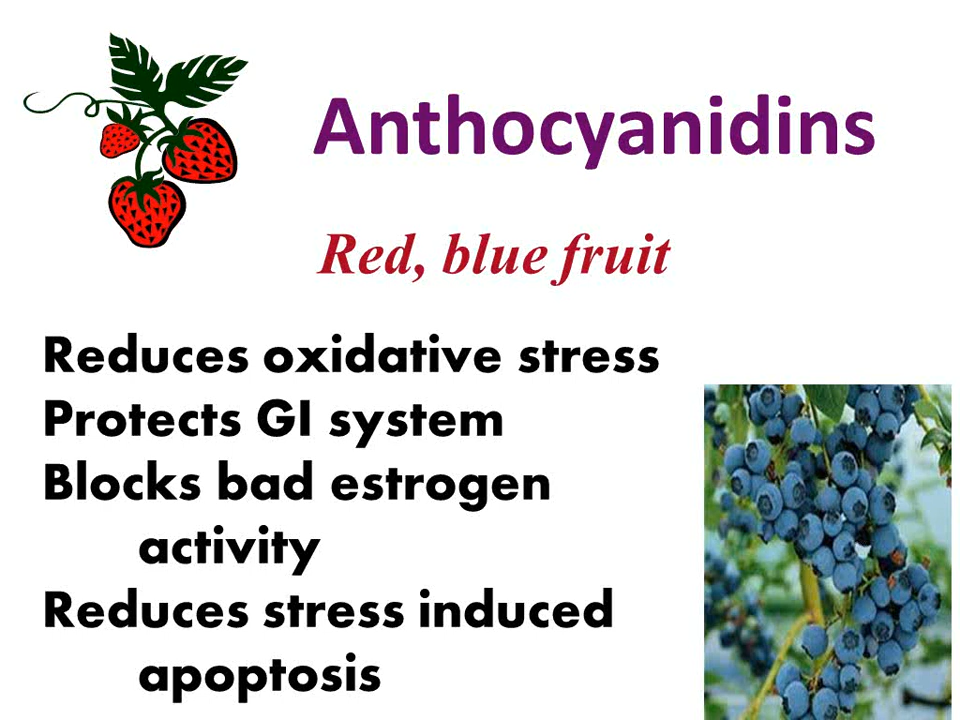 Anthocyanidins
Red, blue fruit
Reduces oxidative stress
Protects GI system
Blocks bad estrogen
activity
Reduces stress induced
apoptosis